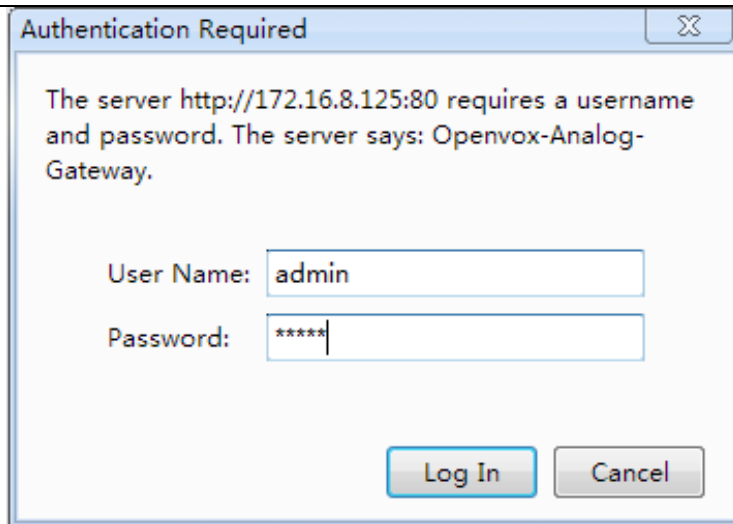 Authentication Required
The server http://172.16.8.125:80 requires a username
and password. The server says: Openvox-Analog-
Gateway.
User Name: admin
Password: *****
Log In Cancel